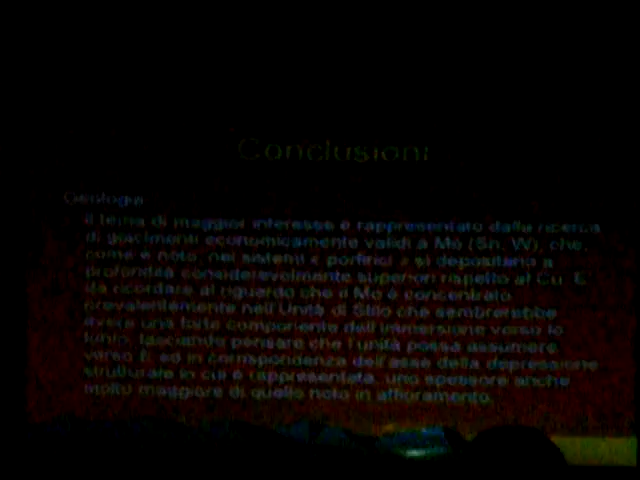 Conclusioni
Geologia
Il tema di maggior interesse è rappresentato dalla ricerca
di giacimenti economicamente validi a Mo (Sn, W), che,
come è noto, nei sistemi « porfirici » si depositano a
profondità considerevolmente superiori rispetto al Cu. E'
da ricordare al riguardo che il Mo è concentrato
prevalentemente nell'Unità di Stilo che sembrerebbe
avere una forte componente dell'immersione verso lo
Ionio, lasciando pensare che l'unità possa assumere,
verso E ed in corrispondenza dell'asse della depressione
strutturale in cui è rappresentata, uno spessore anche
molto maggiore di quello noto in affioramento.